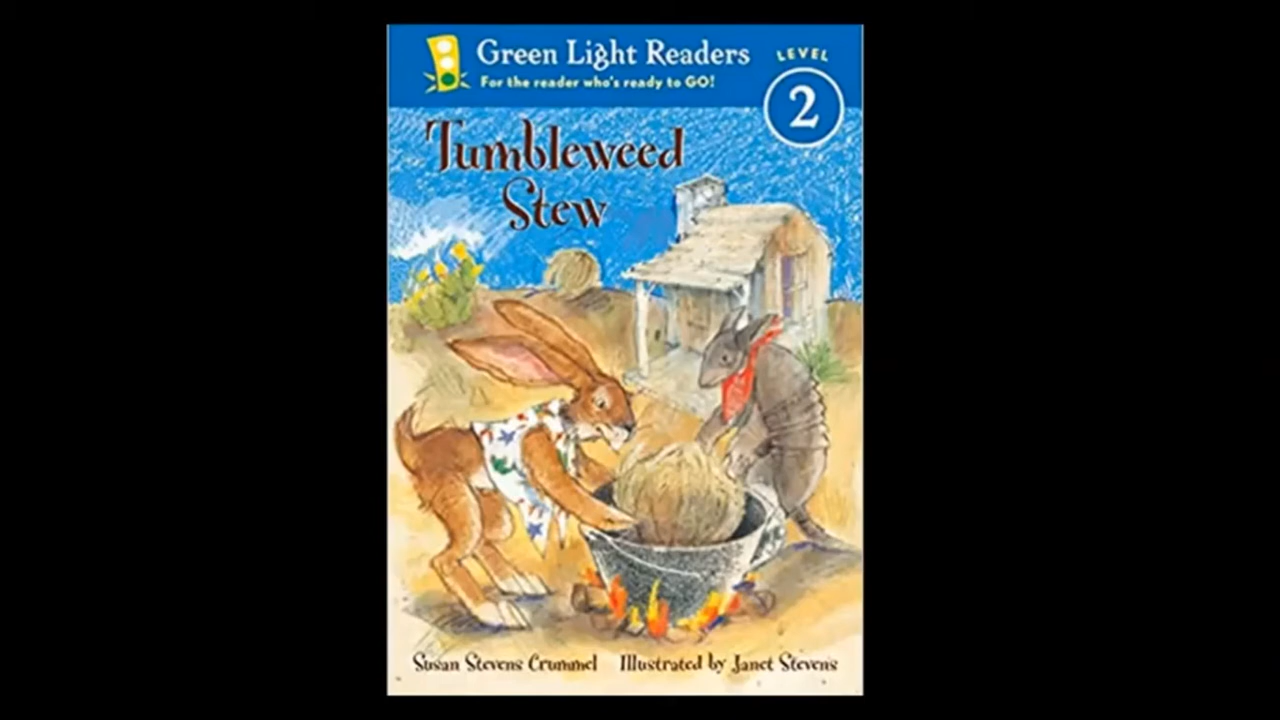 Green Light Readers
For the reader who's ready to GO!
LEVEL
2
Tumbleweed
Stew
Susan Stevens Crummel Illustrated by Janet Stevens